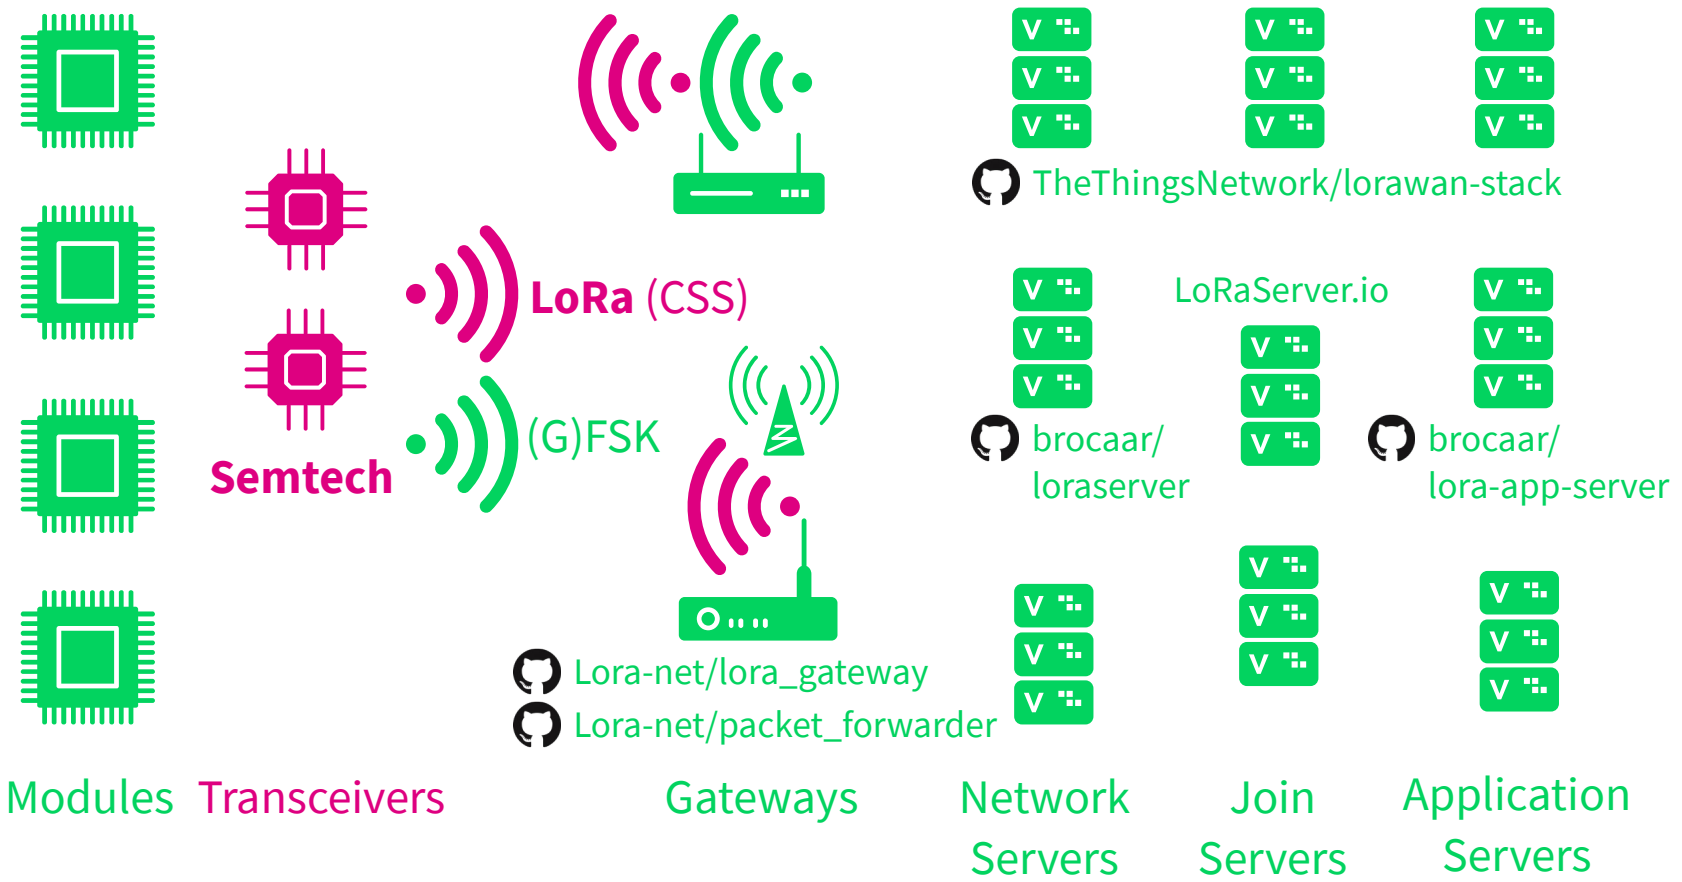 TheThingsNetwork/lorawan-stack
LoRa (CSS)
LoRaServer.io
(G)FSK
Semtech
brocaar/
loraserver
brocaar/
lora-app-server
Lora-net/lora_gateway
Lora-net/packet_forwarder
Modules
Transceivers
Gateways
Network
Servers
Join
Servers
Application
Servers